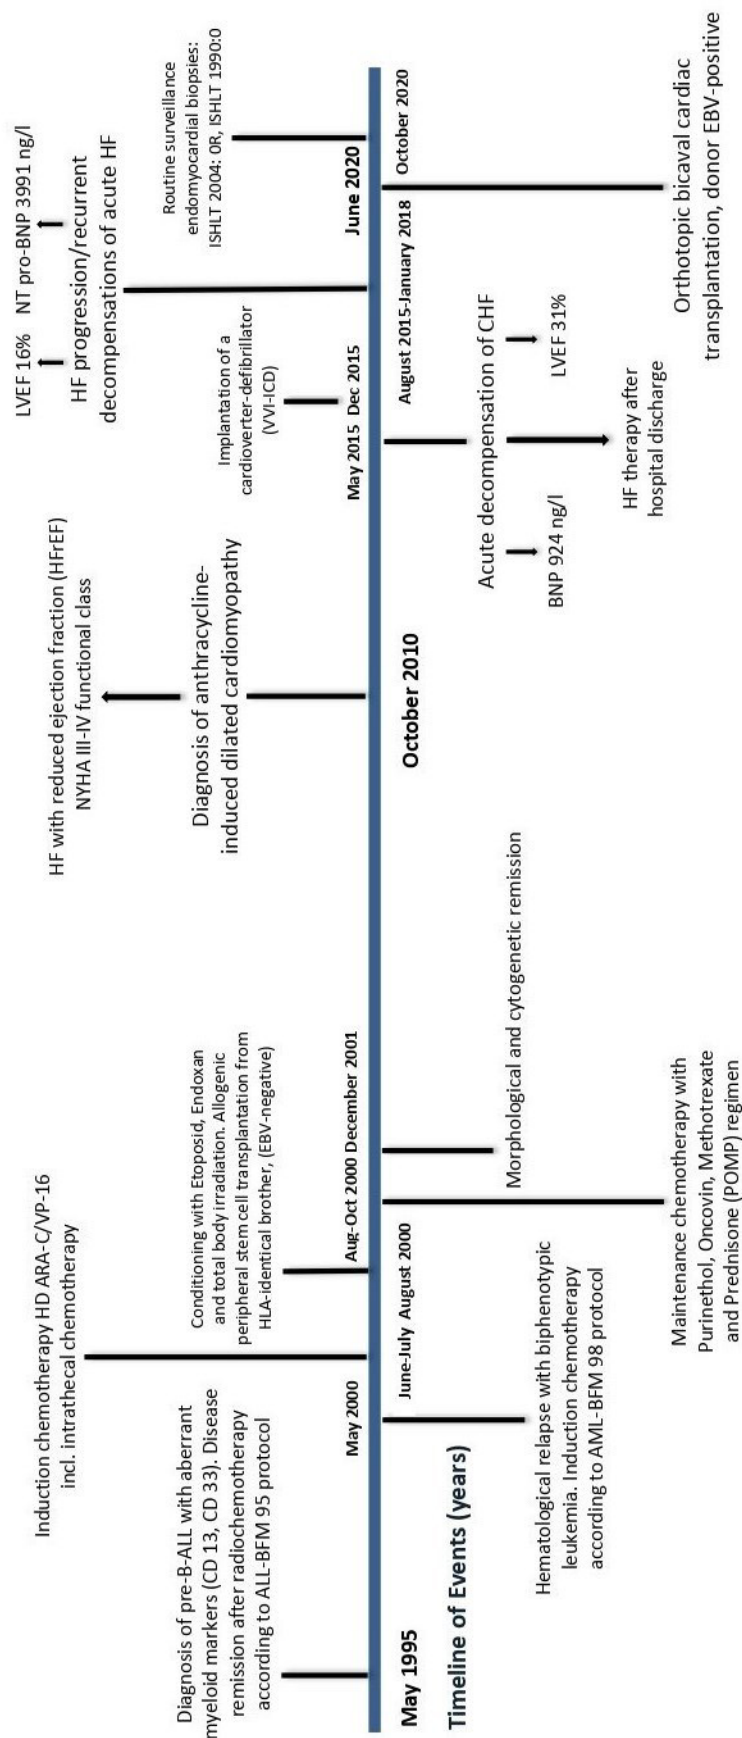 Induction chemotherapy HD ARA-C/VP-16
incl. intrathecal chemotherapy
Diagnosis of pre-B-ALL with aberrant
myeloid markers (CD 13, CD 33). Disease
remission after radiochemotherapy
according to ALL-BFM 95 protocol
Conditioning with Etoposid, Endoxan
and total body irradiation. Allogenic
peripheral stem cell transplantation from
HLA-identical brother, (EBV-negative)
HF with reduced ejection fraction (HFrEF)
NYHA III-IV functional class
Diagnosis of anthracycline-
induced dilated cardiomyopathy
LVEF 16% NT pro-BNP 3991 ng/l
HF progression/recurrent
decompensations of acute HF
Implantation of a
cardioverter-defibrillator
(VVI-ICD)
Routine surveillance
endomyocardial biopsies:
ISHLT 2004: 0R, ISHLT 1990:0
May 2000
Aug-Oct 2000 December 2001
May 2015 Dec 2015
June 2020
May 1995
June-July August 2000
October 2010
August 2015-January 2018
October 2020
Timeline of Events (years)
Hematological relapse with biphenotypic
leukemia. Induction chemotherapy
according to AML-BFM 98 protocol
Morphological and cytogenetic remission
Maintenance chemotherapy with
Purinethol, Oncovin, Methotrexate
and Prednisone (POMP) regimen
Acute decompensation of CHF
BNP 924 ng/l
LVEF 31%
HF therapy after
hospital discharge
Orthotopic bicaval cardiac
transplantation, donor EBV-positive